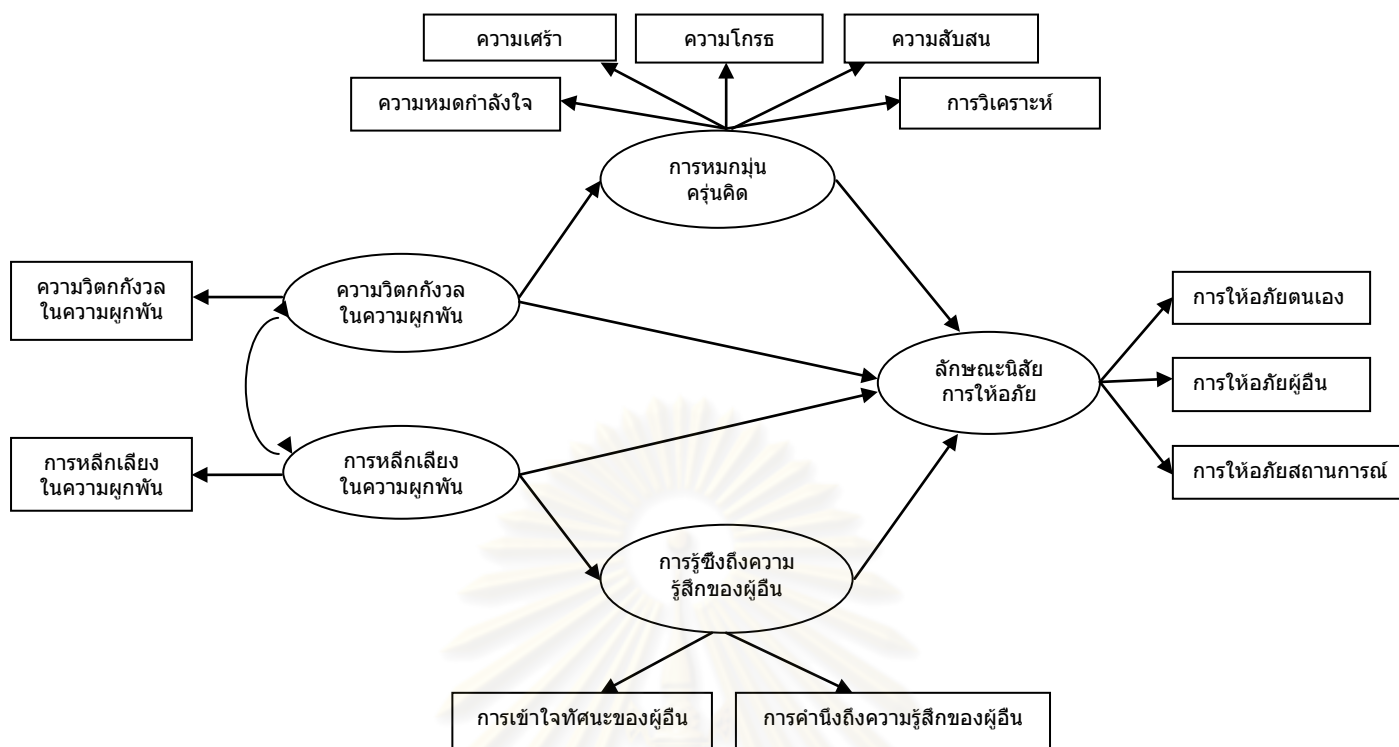 ความเศร้า
ความโกรธ
ความสับสน
ความหมดกำลังใจ
การวิเคราะห์
การหมกมุ่น
ครุ่นคิด
ความวิตกกังวล
ในความผูกพัน
ความวิตกกังวล
ในความผูกพัน
การให้อภัยตนเอง
ลักษณะนิสัย
การให้อภัย
การให้อภัยผู้อื่น
การหลีกเลี่ยง
ในความผูกพัน
การหลีกเลี่ยง
ในความผูกพัน
การให้อภัยสถานการณ์
การรู้ซึ้งถึงความ
รู้สึกของผู้อื่น
การเข้าใจทัศนะของผู้อื่น
การคำนึงถึงความรู้สึกของผู้อื่น